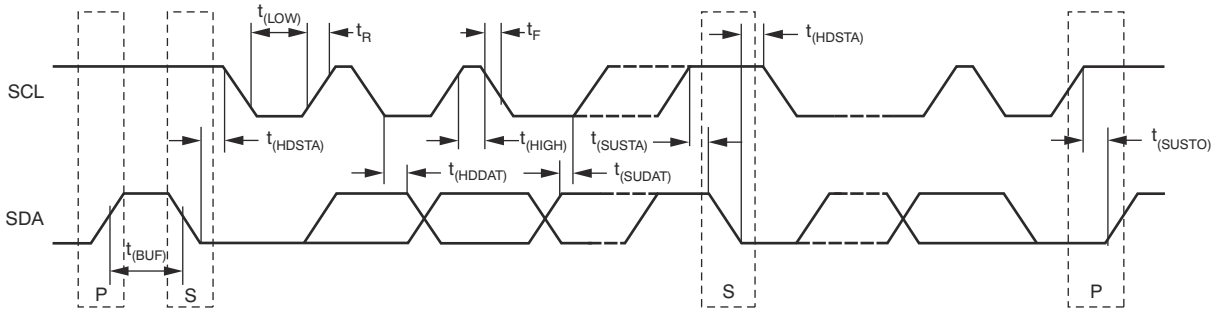 t(LOW)
tR
tF
t(HDSTA)
SCL
t(HDSTA)
t(HIGH)
t(SUSTA)
t(SUSTO)
t(HDDAT)
t(SUDAT)
SDA
t(BUF)
P
S
S
P